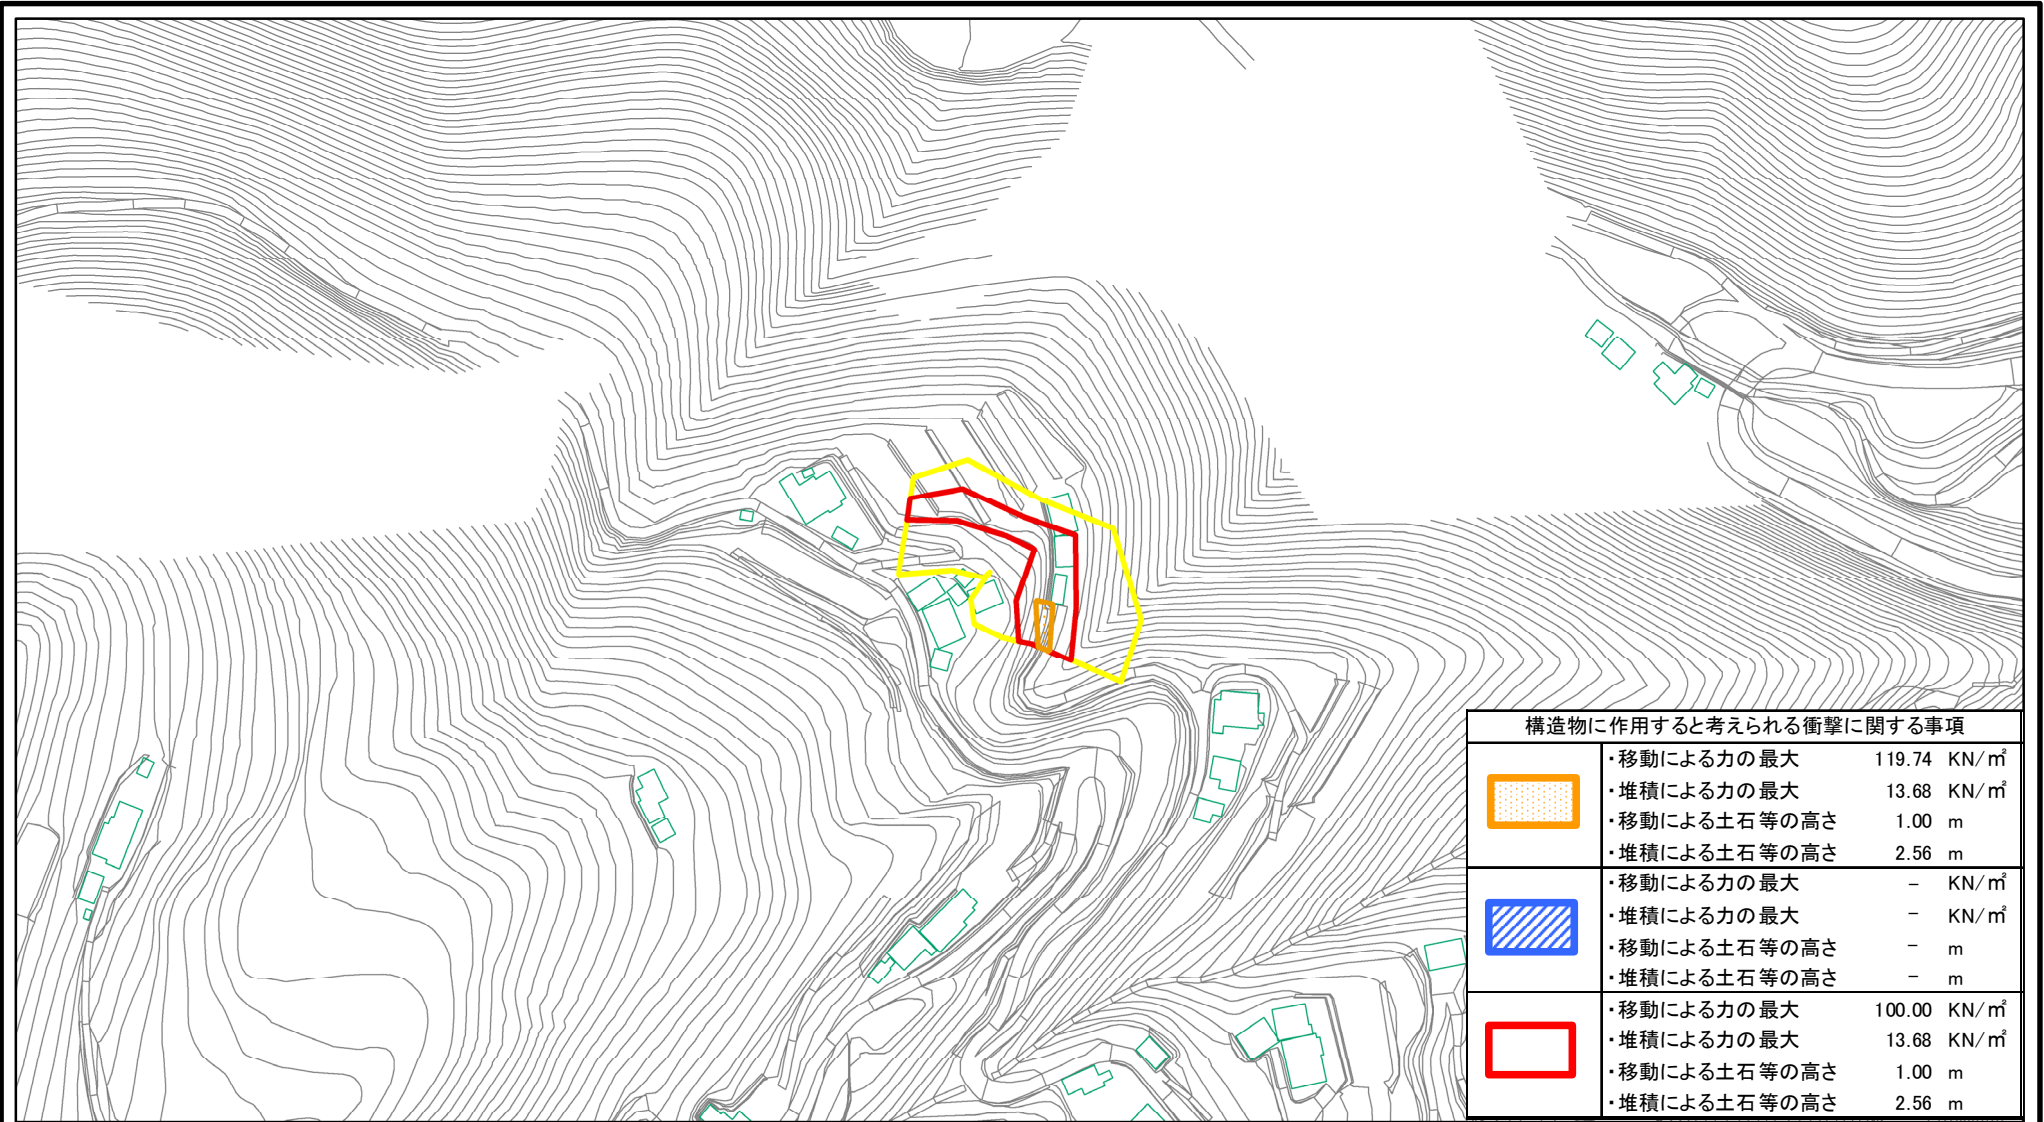 構造物に作用すると考えられる衝撃に関する事項
・移動による力の最大 119.74 KN/㎡
・堆積による力の最大 13.68 KN/㎡
・移動による土石等の高さ 1.00 m
・堆積による土石等の高さ 2.56 m
・移動による力の最大 － KN/㎡
・堆積による力の最大 － KN/㎡
・移動による土石等の高さ － m
・堆積による土石等の高さ － m
・移動による力の最大 100.00 KN/㎡
・堆積による力の最大 13.68 KN/㎡
・移動による土石等の高さ 1.00 m
・堆積による土石等の高さ 2.56 m